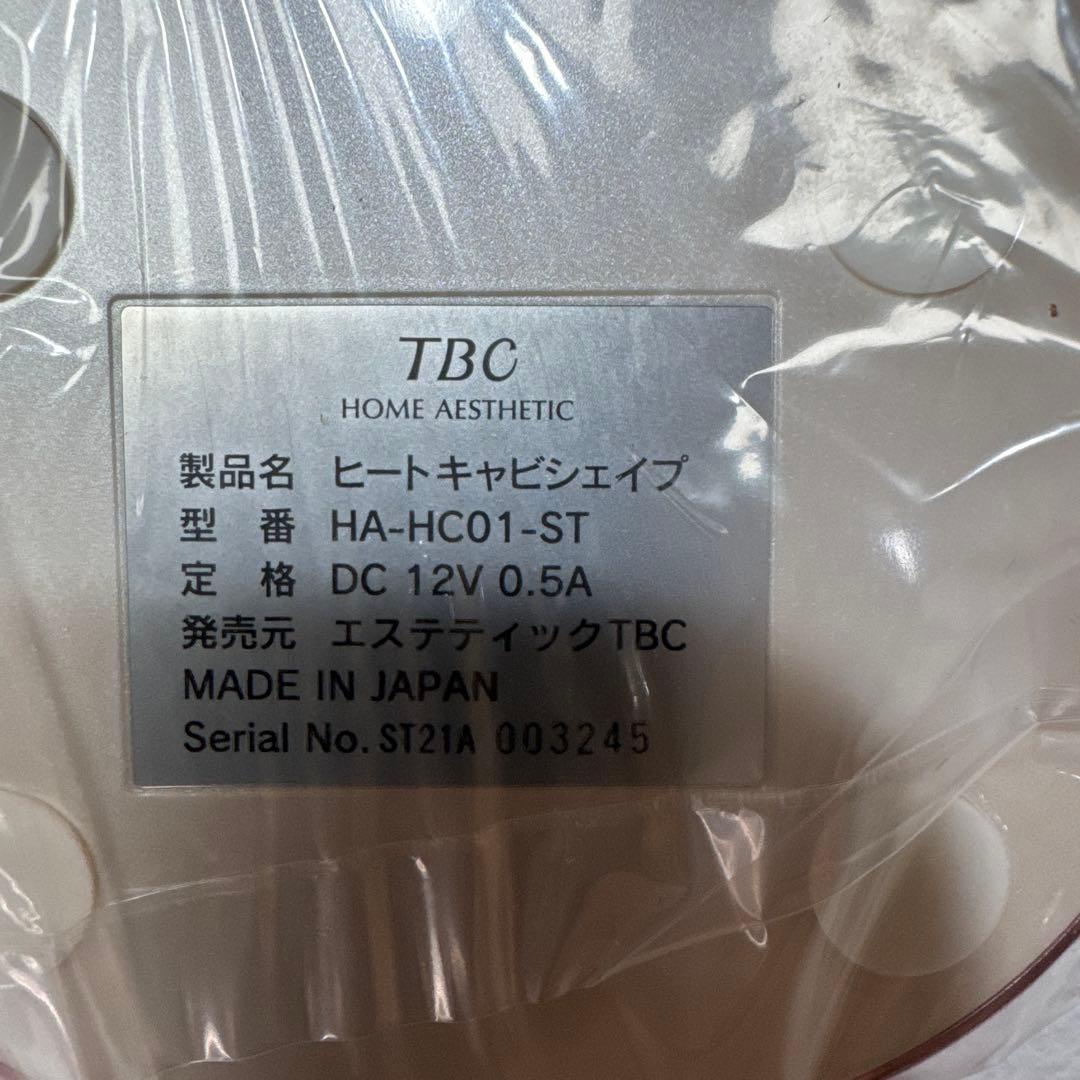 TBC
HOME AESTHETIC
製品名 ヒートキャビシェイプ
型 番 HA-HC01-ST
定 格 DC 12V 0.5A
発売元 エステティックTBC
MADE IN JAPAN
Serial No. ST21A 003245